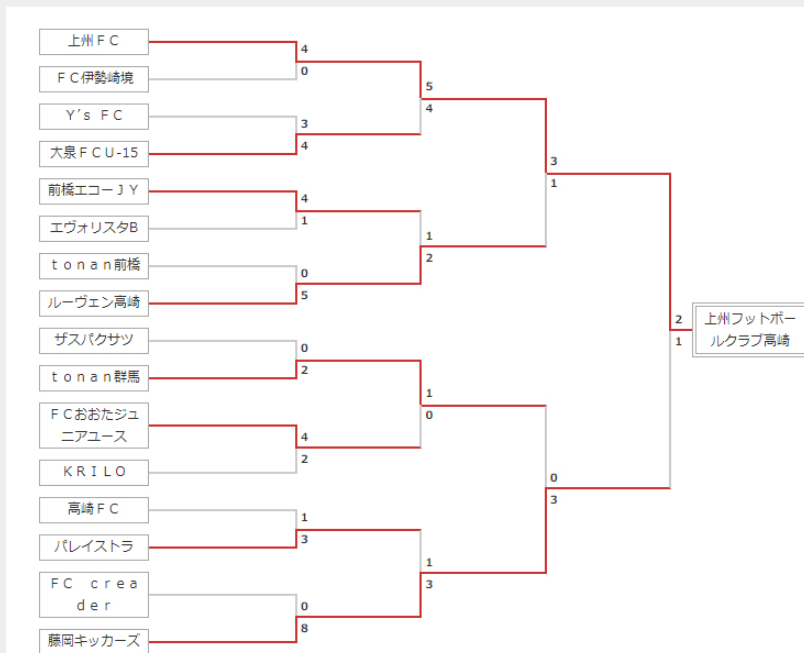 上州ＦＣ
4
0
ＦＣ伊勢崎境
5
4
Y´s ＦＣ
3
4
大泉ＦＣＵ-15
3
1
前橋エコーＪＹ
4
1
エヴォリスタB
1
2
ｔｏｎａｎ前橋
0
5
ルーヴェン高崎
2
1
上州フットボー
ルクラブ高崎
ザスパクサツ
0
2
ｔｏｎａｎ群馬
1
0
ＦＣおおたジュ
ニアユース
4
2
ＫＲＩＬＯ
0
3
高崎ＦＣ
1
3
パレイストラ
1
3
ＦＣ　ｃｒｅａ
ｄｅｒ
0
8
藤岡キッカーズ